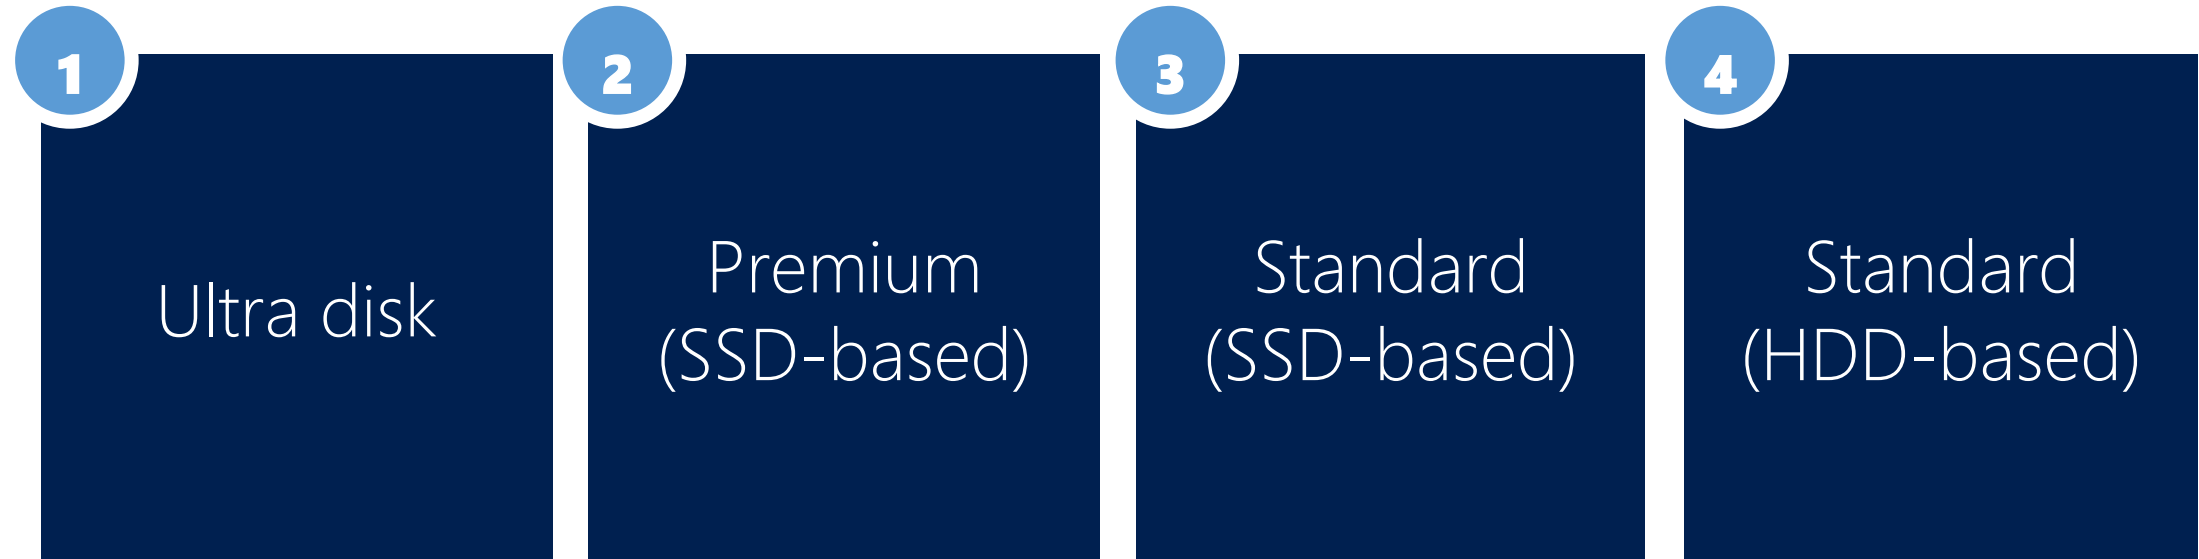 1
Ultra disk
2
Premium
(SSD-based)
3
Standard
(SSD-based)
4
Standard
(HDD-based)